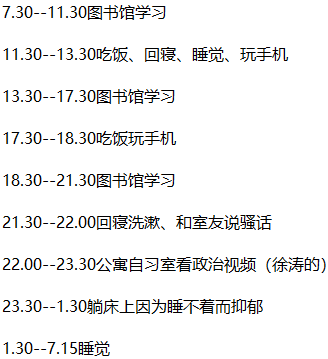 7.30--11.30图书馆学习
11.30--13.30吃饭、回寝、睡觉、玩手机
13.30--17.30图书馆学习
17.30--18.30吃饭玩手机
18.30--21.30图书馆学习
21.30--22.00回寝洗漱、和室友说骚话
22.00--23.30公寓自习室看政治视频（徐涛的）
23.30--1.30躺床上因为睡不着而抑郁
1.30--7.15睡觉